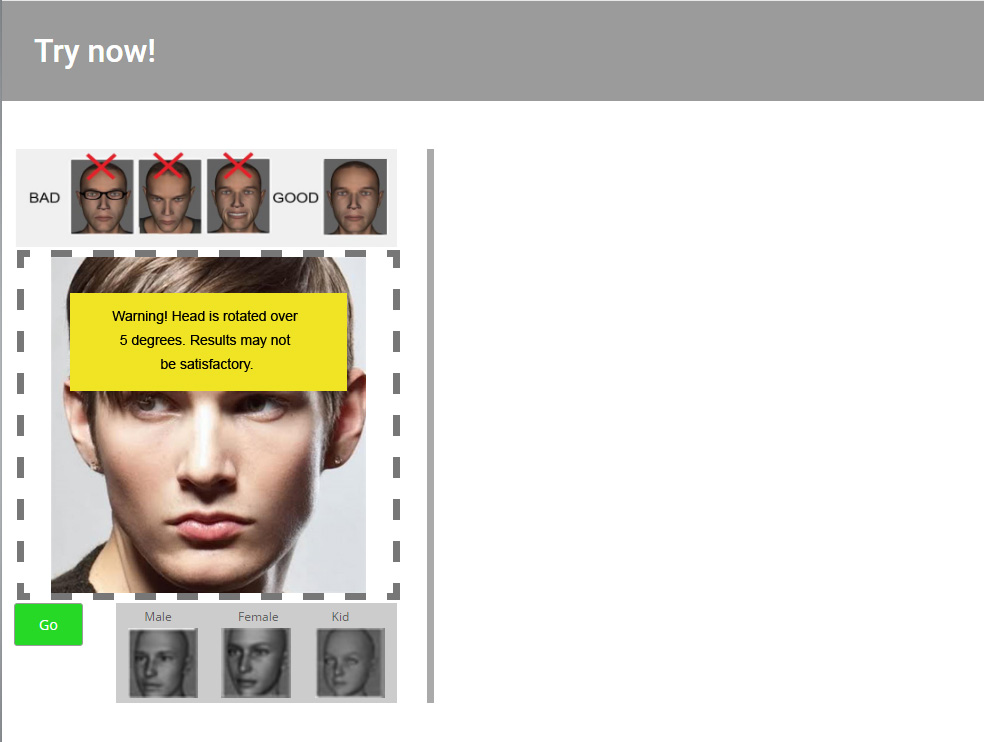 Try now!
BAD
GOOD
Warning! Head is rotated over
5 degrees. Results may not
be satisfactory.
Go
Male Female Kid